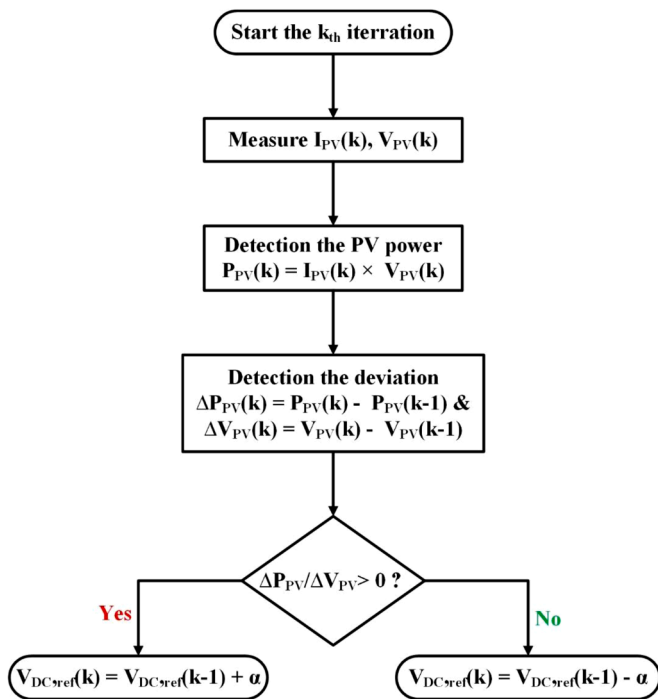 Start the kth iterration
Measure IPV(k), VPV(k)
Detection the PV power
PPV(k) = IPV(k) × VPV(k)
Detection the deviation
ΔPPV(k) = PPV(k) - PPV(k-1) &
ΔVPV(k) = VPV(k) - VPV(k-1)
ΔPPV/ΔVPV> 0 ?
Yes
No
VDC,ref(k) = VDC,ref(k-1) + α
VDC,ref(k) = VDC,ref(k-1) - α